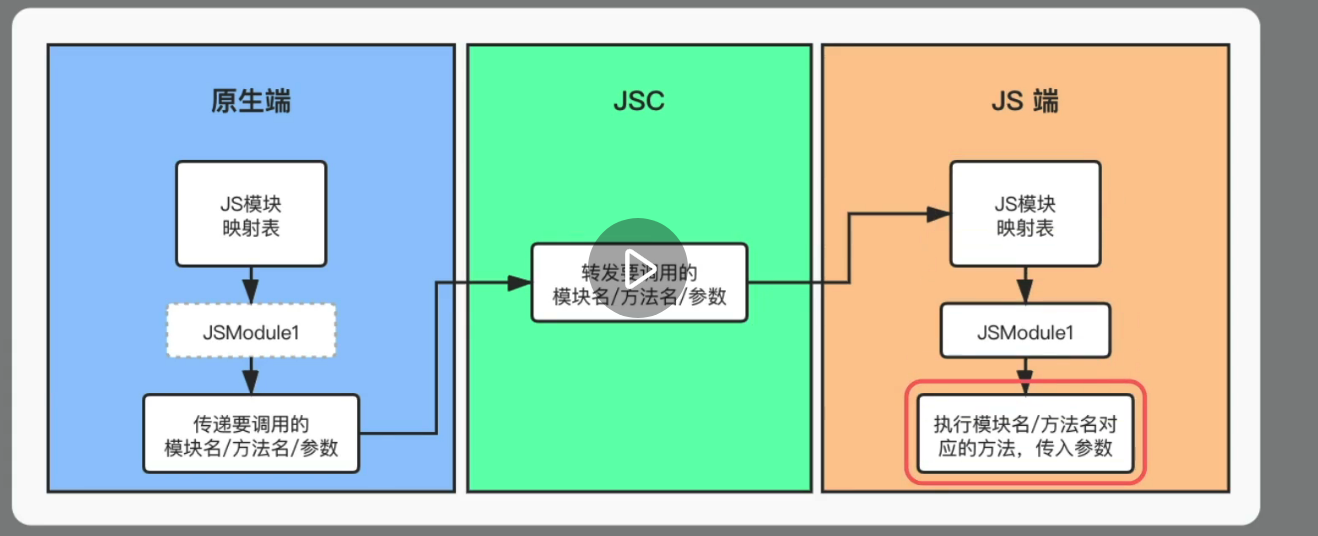 原生端
JS模块
映射表
JSModule1
传递要调用的
模块名/方法名/参数
JSC
转发要调用的
模块名/方法名/参数
JS 端
JS模块
映射表
JSModule1
执行模块名/方法名对
应的方法，传入参数